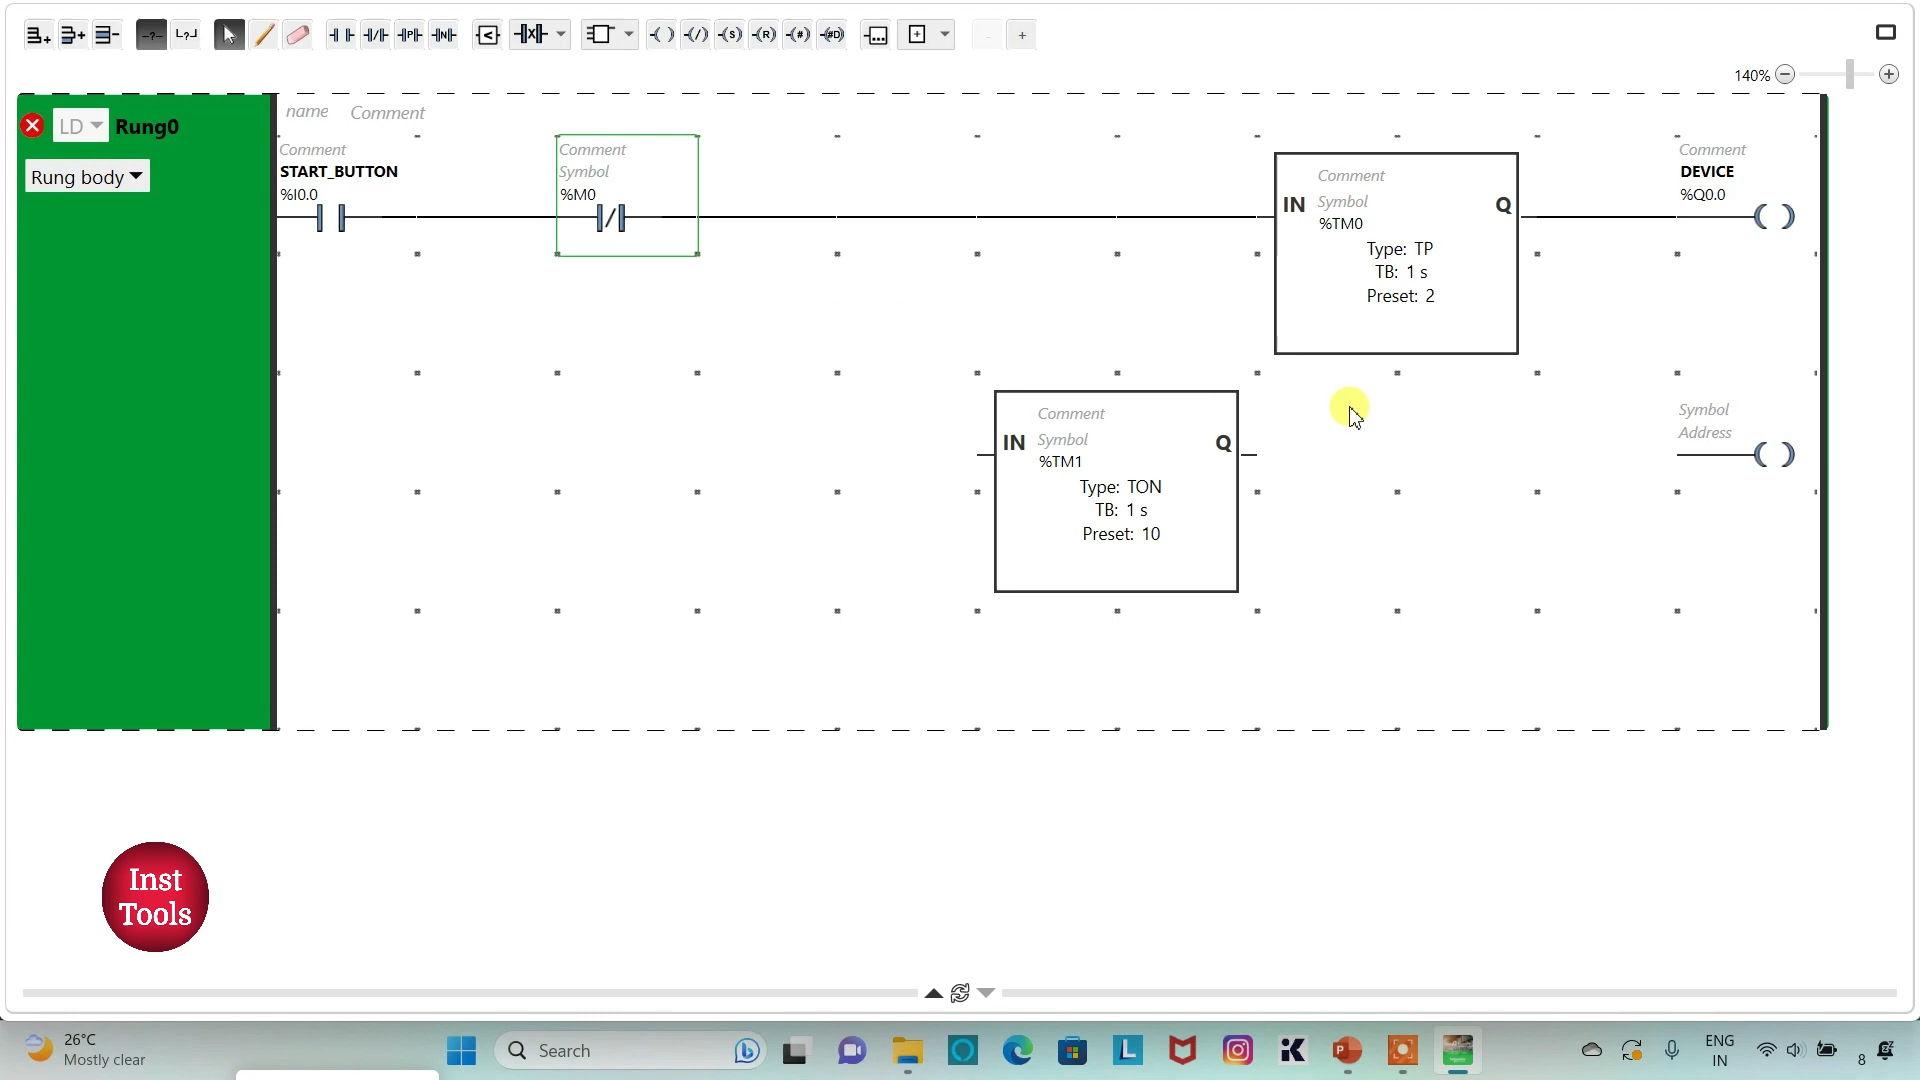 140%
LD Rung0
name Comment
Rung body
Comment
START_BUTTON
%I0.0
Comment
Symbol
%M0
IN
Comment
Symbol
%TM0
Q
Type: TP
TB: 1 s
Preset: 2
Comment
DEVICE
%Q0.0
IN
Comment
Symbol
%TM1
Q
Type: TON
TB: 1 s
Preset: 10
Symbol
Address
Inst
Tools
26°C
Mostly clear
Search
ENG
IN
8